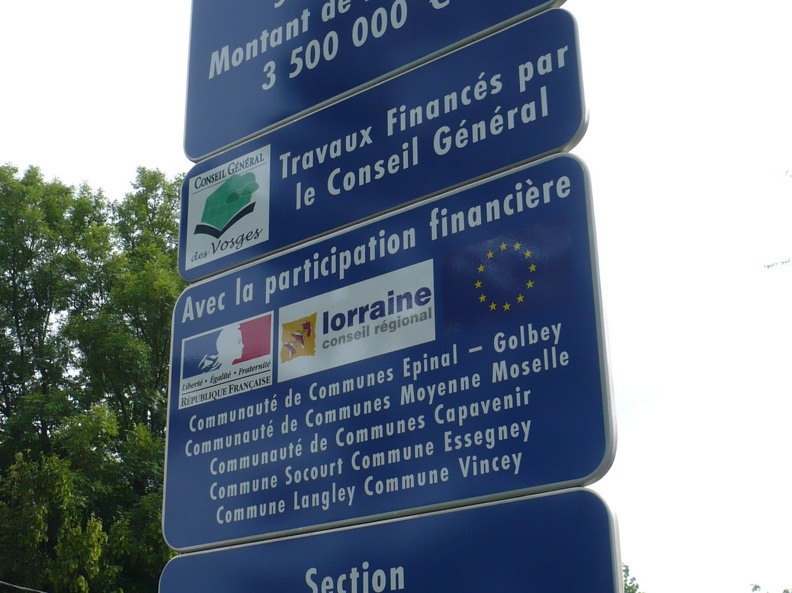 Montant de
3 500 000 €
Travaux Financés par
le Conseil Général
CONSEIL GÉNÉRAL
des Vosges
Avec la participation financière
Liberté • Égalité • Fraternité
RÉPUBLIQUE FRANÇAISE
lorraine
conseil régional
Communauté de Communes Epinal – Golbey
Communauté de Communes Moyenne Moselle
Communauté de Communes Capavenir
Commune Socourt Commune Essegney
Commune Langley Commune Vincey
Section